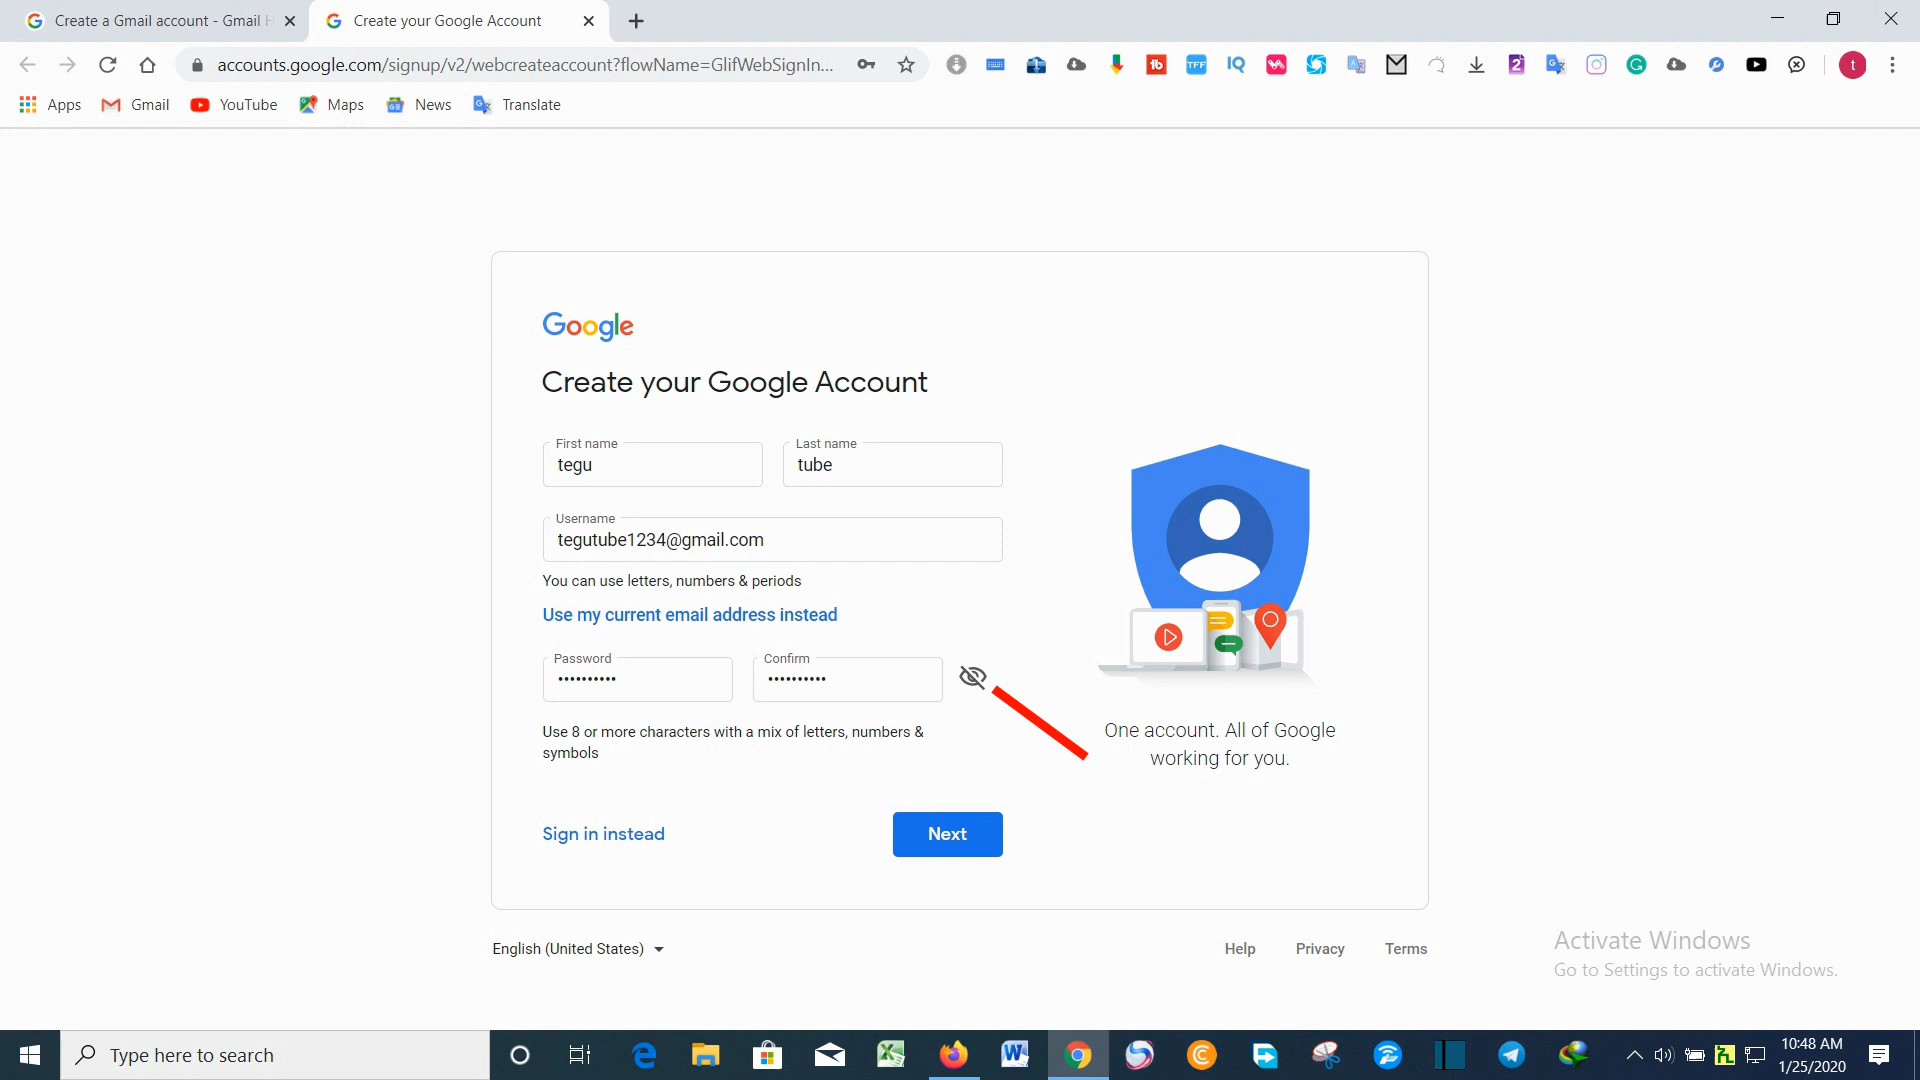 Create a Gmail account - Gmail H
Create your Google Account
accounts.google.com/signup/v2/webcreateaccount?flowName=GlifWebSignIn...
1b
TFF
IQ
2
t
Apps
Gmail
YouTube
Maps
News
Translate
Google
Create your Google Account
First name
tegu
Last name
tube
Username
tegutube1234@gmail.com
You can use letters, numbers & periods
Use my current email address instead
Password
••••••••••
Confirm
••••••••••
Use 8 or more characters with a mix of letters, numbers &
symbols
Sign in instead
Next
One account. All of Google
working for you.
English (United States)
Help
Privacy
Terms
Activate Windows
Go to Settings to activate Windows.
Type here to search
10:48 AM
1/25/2020